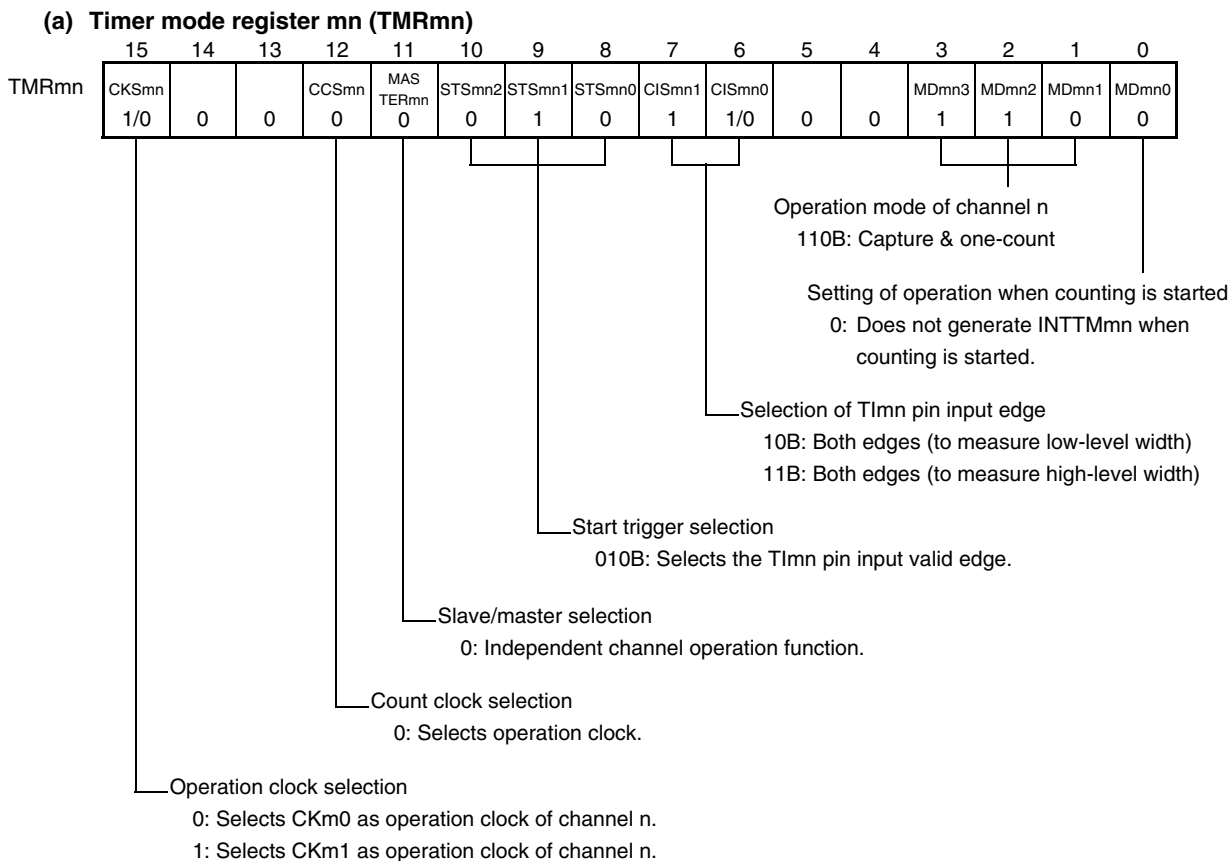 (a) Timer mode register mn (TMRmn)
15 14 13 12 11 10 9 8 7 6 5 4 3 2 1 0
TMRmn CKSmn CCSmn MAS TERmn STSmn2 STSmn1 STSmn0 CISmn1 CISmn0 MDmn3 MDmn2 MDmn1 MDmn0
1/0 0 0 0 0 0 1 0 1 1/0 0 0 1 1 0 0
Operation mode of channel n
110B: Capture & one-count
Setting of operation when counting is started
0: Does not generate INTTMmn when
counting is started.
Selection of TImn pin input edge
10B: Both edges (to measure low-level width)
11B: Both edges (to measure high-level width)
Start trigger selection
010B: Selects the TImn pin input valid edge.
Slave/master selection
0: Independent channel operation function.
Count clock selection
0: Selects operation clock.
Operation clock selection
0: Selects CKm0 as operation clock of channel n.
1: Selects CKm1 as operation clock of channel n.